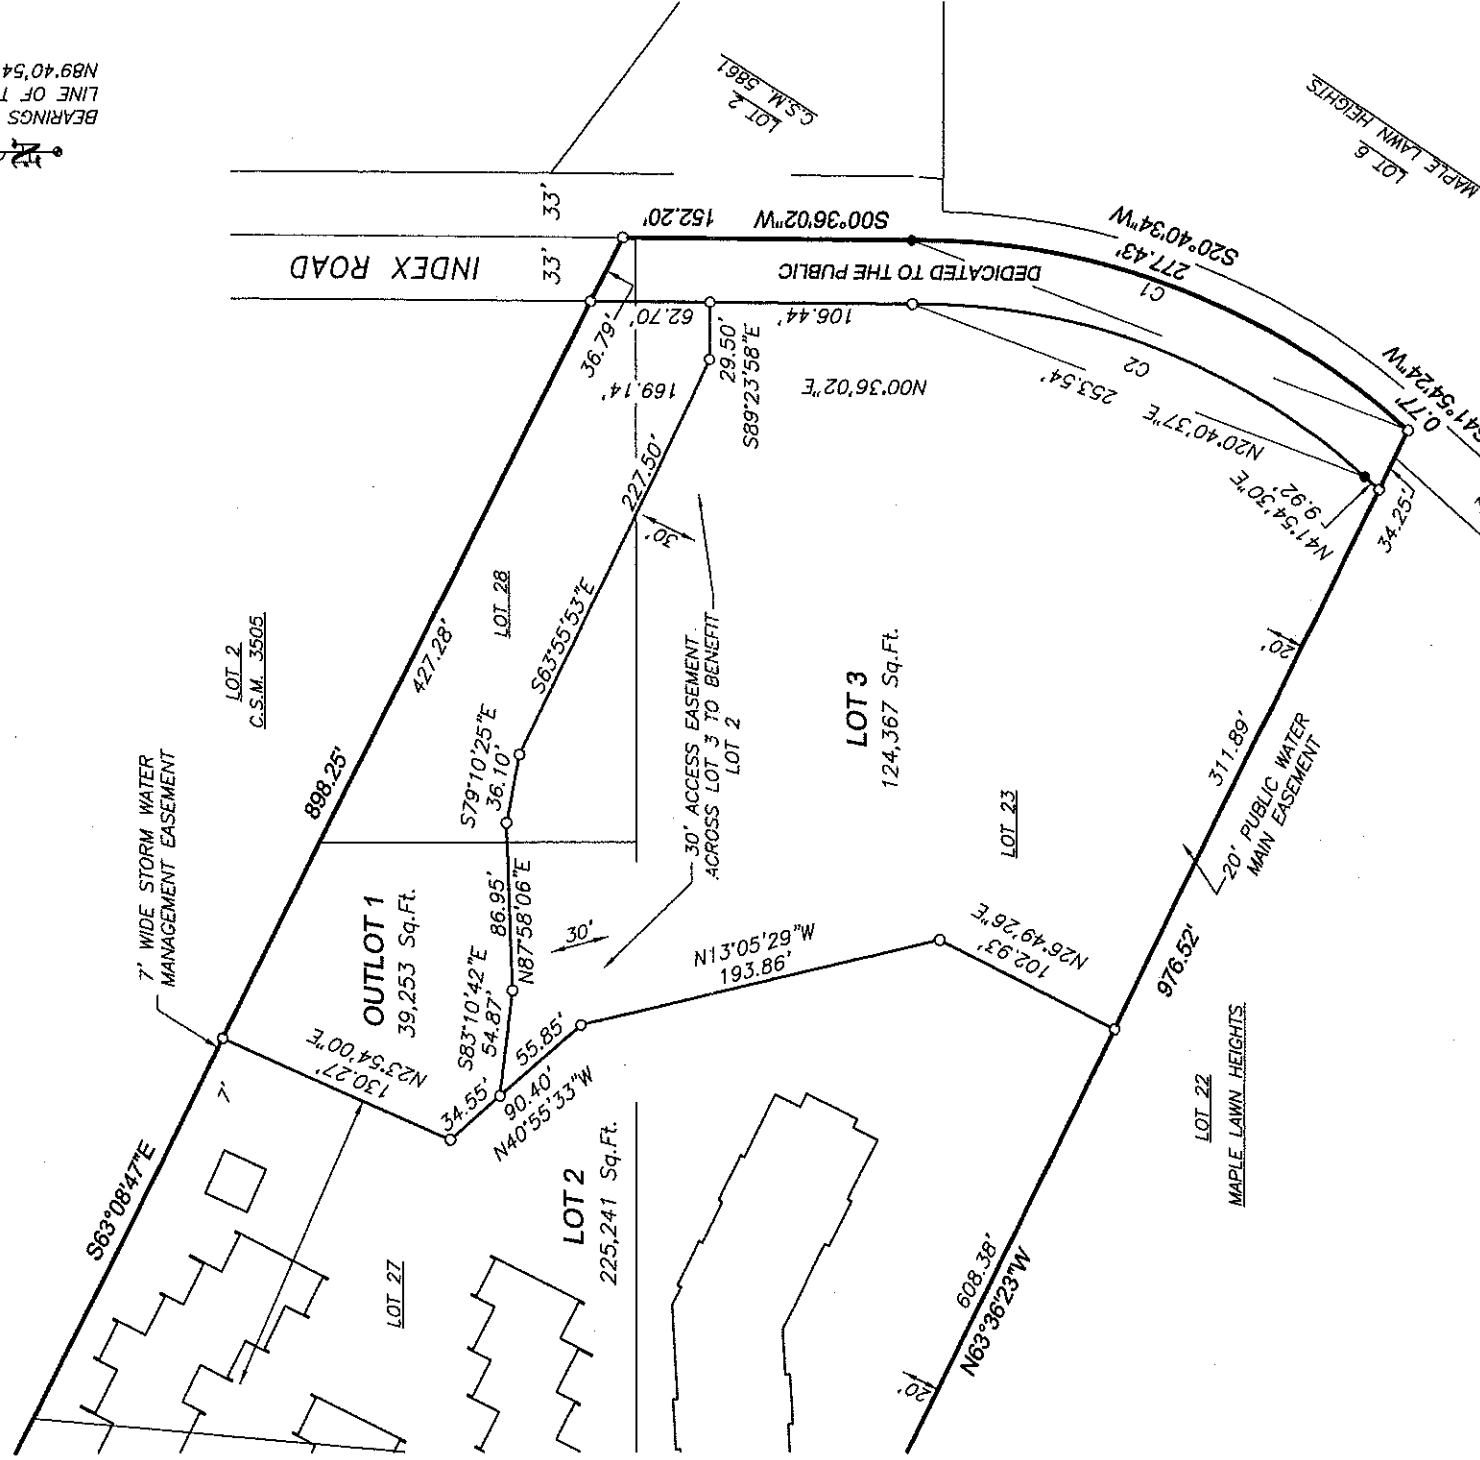 BEARINGS
LINE OF T
N89°40'54
LOT 2
C.S.M. 5861
LOT 6
MAPLE LAWN HEIGHTS
33'
33'
INDEX ROAD
152.20'
S00°36'02"W
DEDICATED TO THE PUBLIC
S20°40'34"W
277.43'
C1
36.79'
62.70'
106.44'
169.14'
29.50'
S89°23'58"E
N00°36'02"E
C2
253.54'
N20°40'37"E
S41°54'24"W
0.77'
N41°54'30"E
9.92'
34.25'
227.50'
30'
LOT 2
C.S.M. 3505
427.28'
LOT 28
S63°55'53"E
898.25'
7' WIDE STORM WATER
MANAGEMENT EASEMENT
S79°10'25"E
36.10'
30' ACCESS EASEMENT
ACROSS LOT 3 TO BENEFIT
LOT 2
LOT 3
124,367 Sq.Ft.
20'
311.89'
20' PUBLIC WATER
MAIN EASEMENT
LOT 23
OUTLOT 1
39,253 Sq.Ft.
86.95'
N87°58'06"E
30'
S83°10'42"E
54.87'
N13°05'29"W
193.86'
N26°49'26"E
102.93'
976.52'
130.27'
N23°54'00"E
7'
34.55'
55.85'
90.40'
N40°55'33"W
S63°08'47"E
LOT 2
225,241 Sq.Ft.
LOT 27
LOT 22
MAPLE LAWN HEIGHTS
608.38'
N63°36'23"W
20'